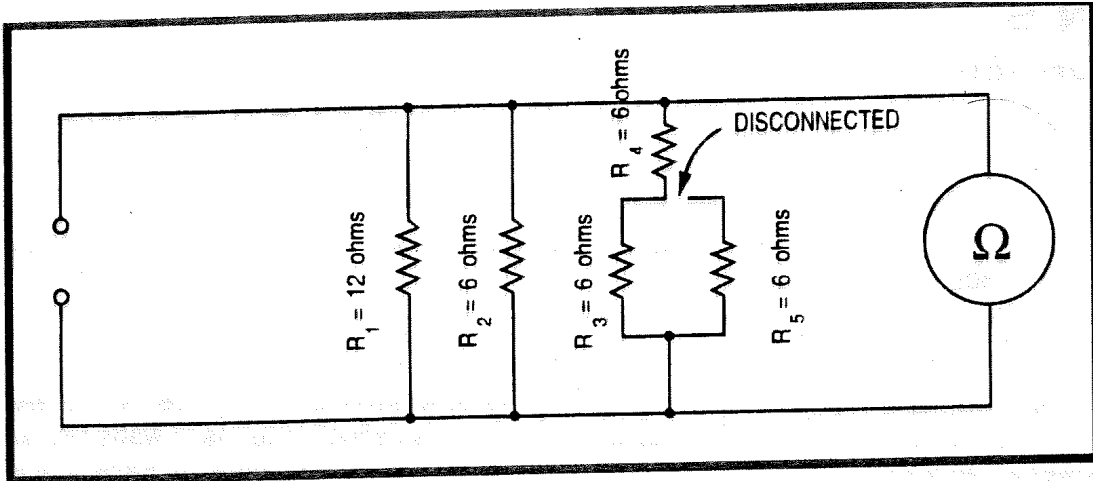 R1 = 12 ohms
R2 = 6 ohms
R3 = 6 ohms
R4 = 6 ohms
DISCONNECTED
R5 = 6 ohms
Ω